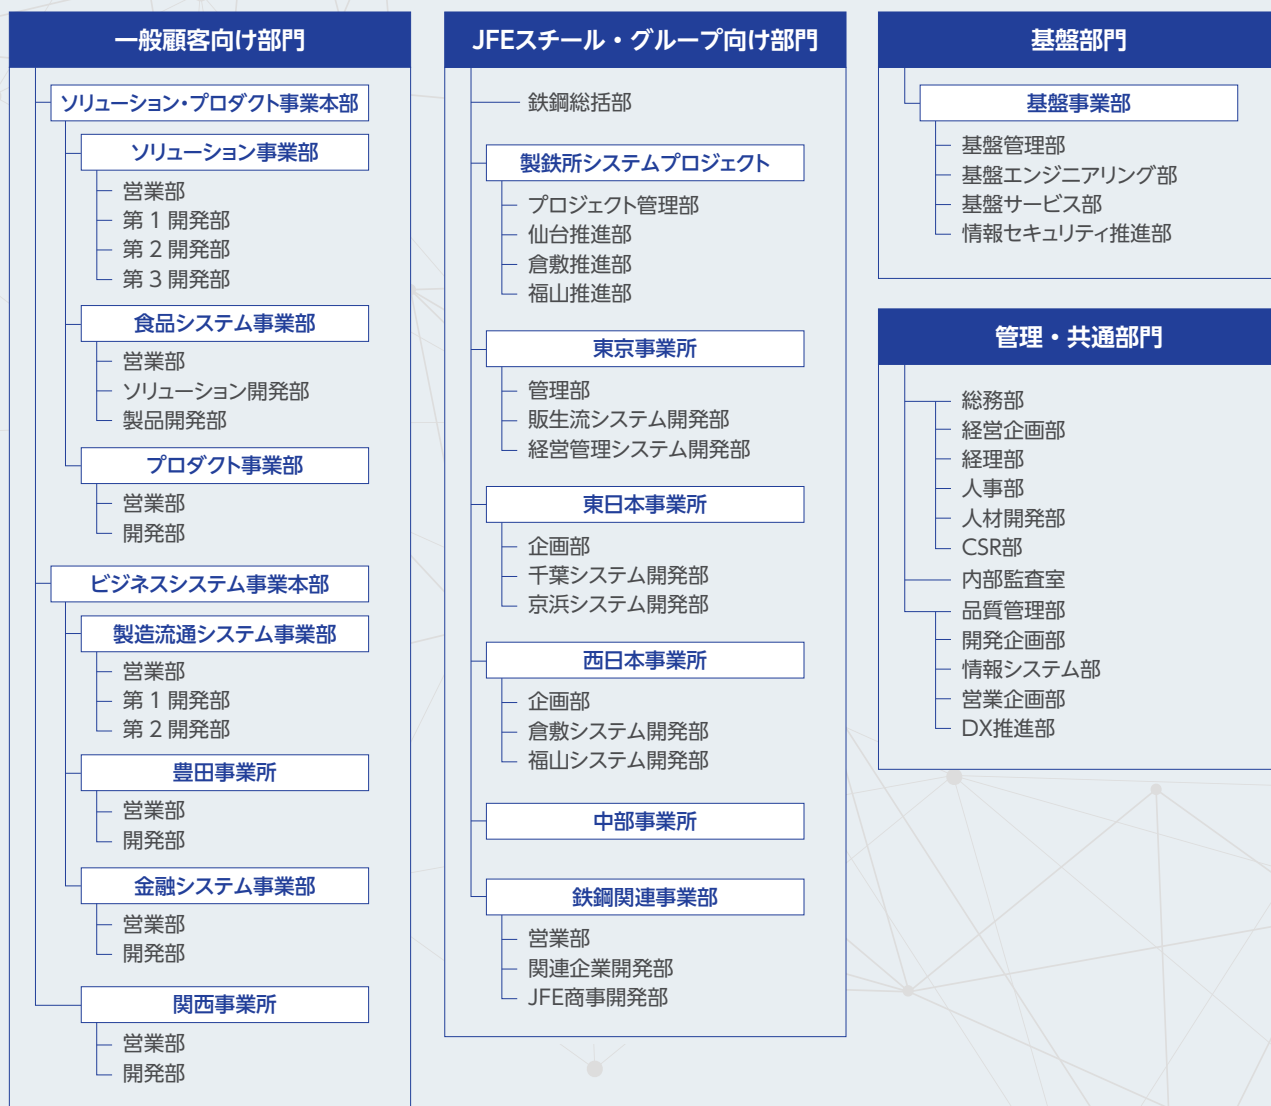 一般顧客向け部門
ソリューション・プロダクト事業本部
ソリューション事業部
営業部
第1開発部
第2開発部
第3開発部
食品システム事業部
営業部
ソリューション開発部
製品開発部
プロダクト事業部
営業部
開発部
ビジネスシステム事業本部
製造流通システム事業部
営業部
第1開発部
第2開発部
豊田事業所
営業部
開発部
金融システム事業部
営業部
開発部
関西事業所
営業部
開発部
JFEスチール・グループ向け部門
鉄鋼総括部
製鉄所システムプロジェクト
プロジェクト管理部
仙台推進部
倉敷推進部
福山推進部
東京事業所
管理部
販生流システム開発部
経営管理システム開発部
東日本事業所
企画部
千葉システム開発部
京浜システム開発部
西日本事業所
企画部
倉敷システム開発部
福山システム開発部
中部事業所
鉄鋼関連事業部
営業部
関連企業開発部
JFE商事開発部
基盤部門
基盤事業部
基盤管理部
基盤エンジニアリング部
基盤サービス部
情報セキュリティ推進部
管理・共通部門
総務部
経営企画部
経理部
人事部
人材開発部
CSR部
内部監査室
品質管理部
開発企画部
情報システム部
営業企画部
DX推進部